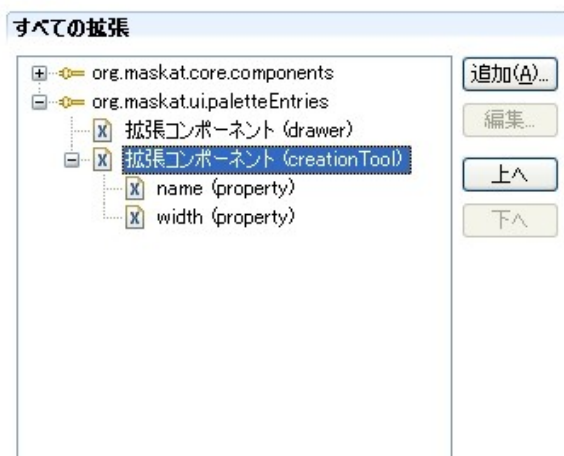 すべての拡張
org.maskat.core.components
org.maskat.ui.paletteEntries
拡張コンポーネント (drawer)
拡張コンポーネント (creationTool)
name (property)
width (property)
追加(A)...
編集...
上へ
下へ